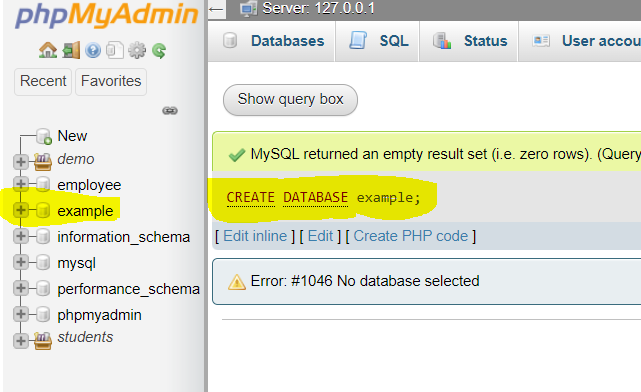 phpMyAdmin
Server: 127.0.0.1
Databases SQL Status User accou
Recent Favorites
Show query box
New
demo
employee
example
information_schema
mysql
performance_schema
phpmyadmin
students
MySQL returned an empty result set (i.e. zero rows). (Query
CREATE DATABASE example;
[ Edit inline ] [ Edit ] [ Create PHP code ]
Error: #1046 No database selected